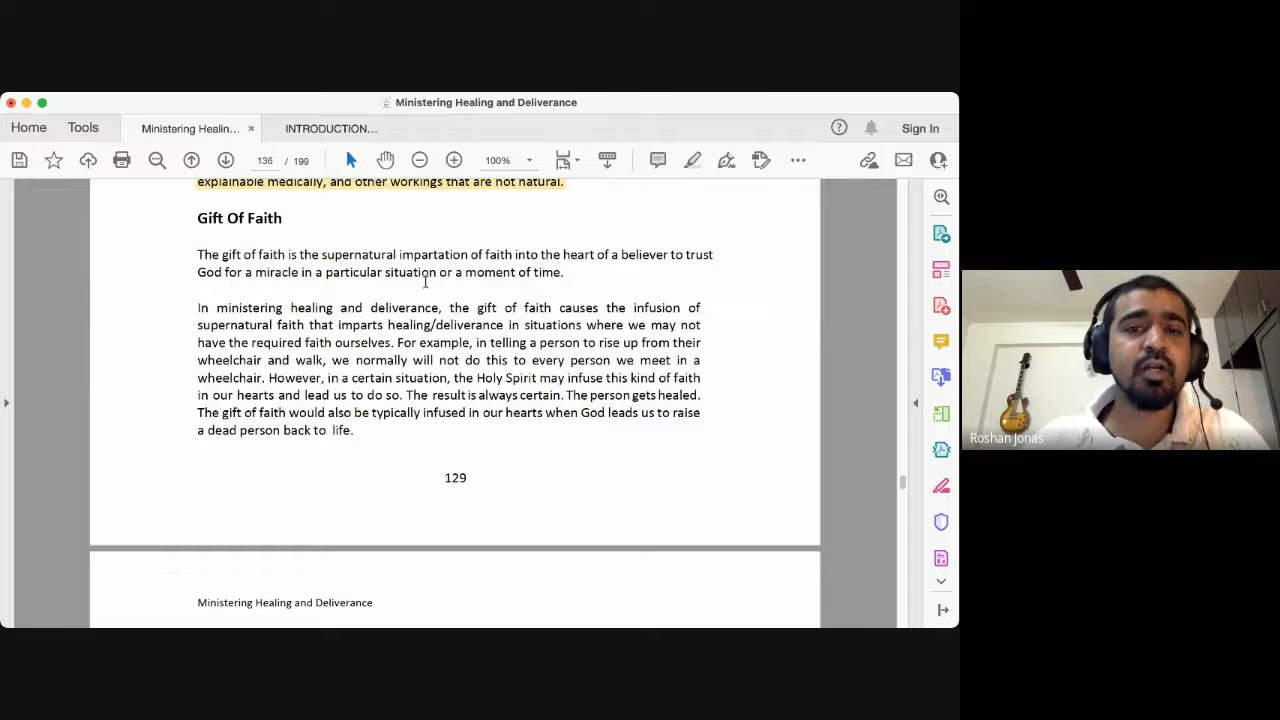 Ministering Healing and Deliverance
Home
Tools
Ministering Healin...
×
INTRODUCTION...
Sign In
136 / 199
100%
explainable medically, and other workings that are not natural.
Gift Of Faith
The gift of faith is the supernatural impartation of faith into the heart of a believer to trust
God for a miracle in a particular situation or a moment of time.
In ministering healing and deliverance, the gift of faith causes the infusion of
supernatural faith that imparts healing/deliverance in situations where we may not
have the required faith ourselves. For example, in telling a person to rise up from their
wheelchair and walk, we normally will not do this to every person we meet in a
wheelchair. However, in a certain situation, the Holy Spirit may infuse this kind of faith
in our hearts and lead us to do so. The result is always certain. The person gets healed.
The gift of faith would also be typically infused in our hearts when God leads us to raise
a dead person back to life.
129
Ministering Healing and Deliverance
Roshan Jonas